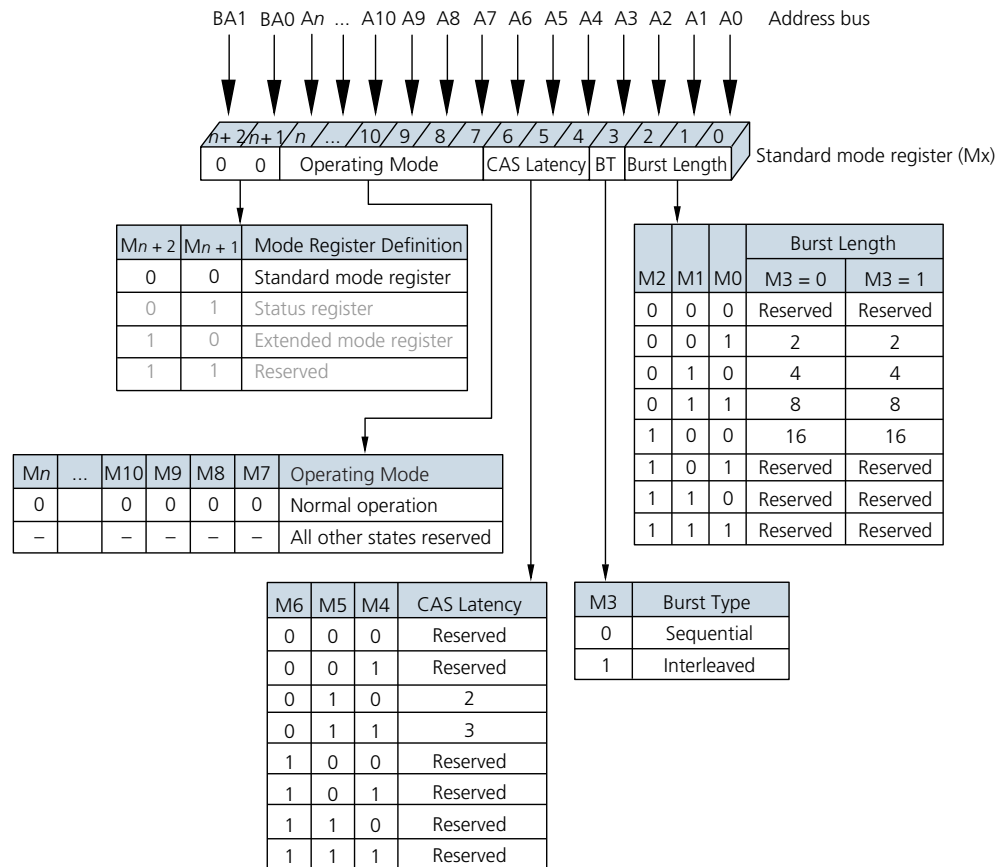 BA1 BA0 An ... A10 A9 A8 A7 A6 A5 A4 A3 A2 A1 A0 Address bus
n+ 2 n+ 1 n ... 10 9 8 7 6 5 4 3 2 1 0
0 0 Operating Mode CAS Latency BT Burst Length
Standard mode register (Mx)
Mn + 2 Mn + 1 Mode Register Definition
0 0 Standard mode register
0 1 Status register
1 0 Extended mode register
1 1 Reserved
Burst Length
M2 M1 M0 M3 = 0 M3 = 1
0 0 0 Reserved Reserved
0 0 1 2 2
0 1 0 4 4
0 1 1 8 8
1 0 0 16 16
1 0 1 Reserved Reserved
1 1 0 Reserved Reserved
1 1 1 Reserved Reserved
Mn ... M10 M9 M8 M7 Operating Mode
0 0 0 0 0 Normal operation
– – – – – All other states reserved
M6 M5 M4 CAS Latency
0 0 0 Reserved
0 0 1 Reserved
0 1 0 2
0 1 1 3
1 0 0 Reserved
1 0 1 Reserved
1 1 0 Reserved
1 1 1 Reserved
M3 Burst Type
0 Sequential
1 Interleaved